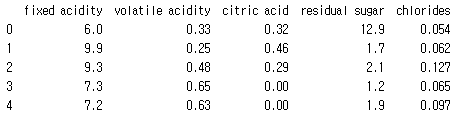 fixed acidity volatile acidity citric acid residual sugar chlorides
0 6.0 0.33 0.32 12.9 0.054
1 9.9 0.25 0.46 1.7 0.062
2 9.3 0.48 0.29 2.1 0.127
3 7.3 0.65 0.00 1.2 0.065
4 7.2 0.63 0.00 1.9 0.097